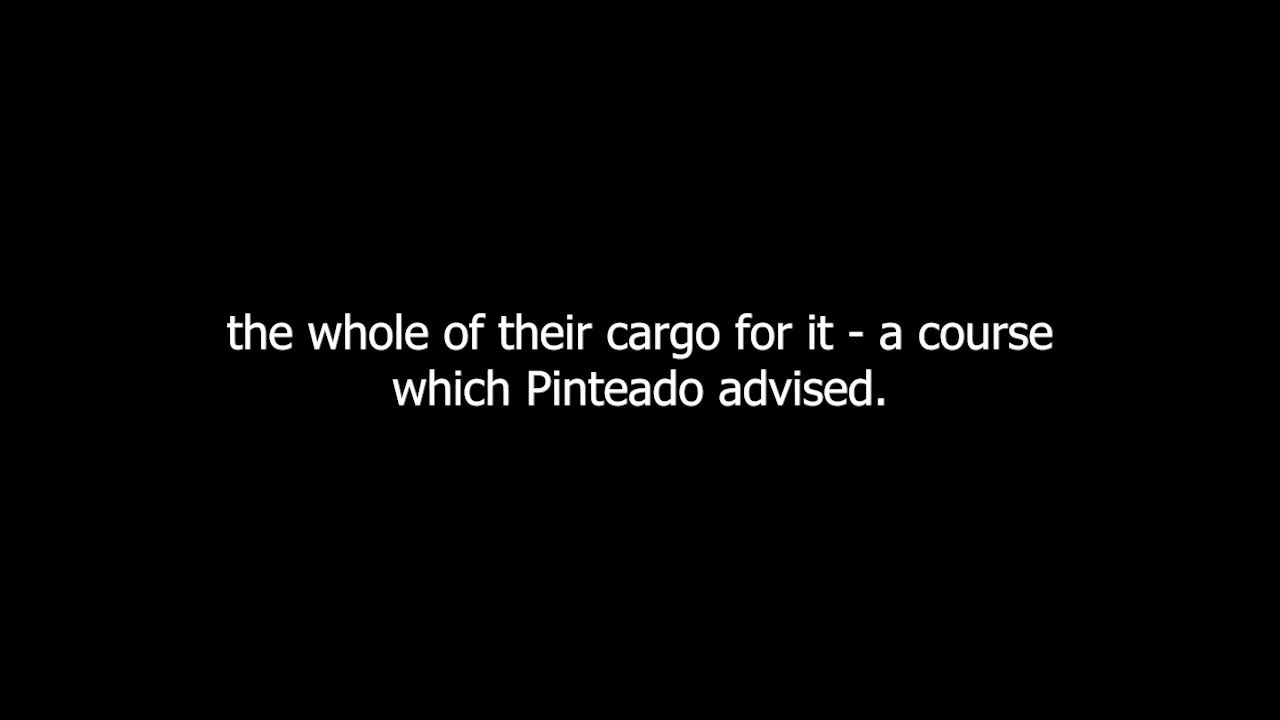 the whole of their cargo for it - a course
which Pinteado advised.